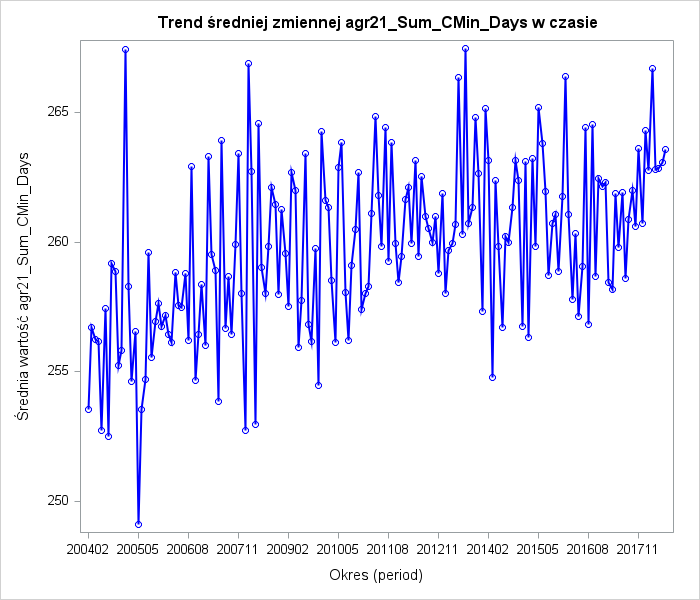 Trend średniej zmiennej agr21_Sum_CMin_Days w czasie
Średnia wartość agr21_Sum_CMin_Days
265
260
255
250
200402 200505 200608 200711 200902 201005 201108 201211 201402 201505 201608 201711
Okres (period)